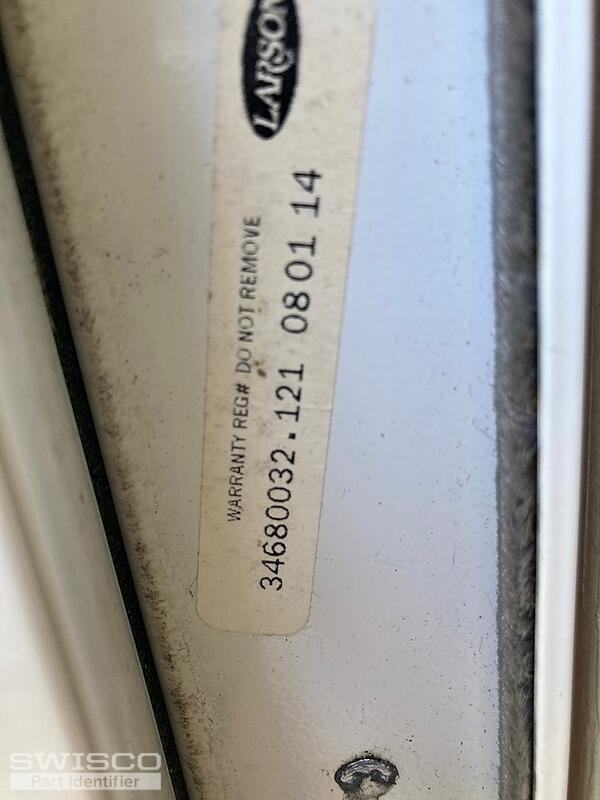 LARSON
WARRANTY REG# DO NOT REMOVE
34680032.121 08 01 14
SWISCO
Part Identifier